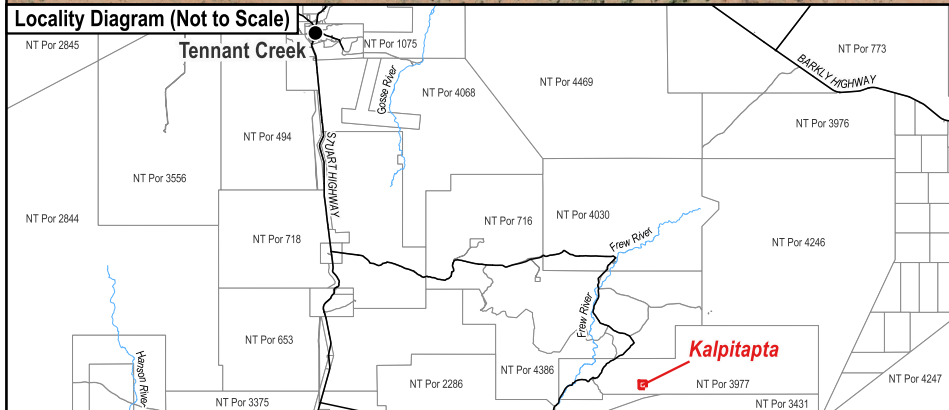 Locality Diagram (Not to Scale)
NT Por 2845
Tennant Creek
NT Por 1075
NT Por 773
BARKLY HIGHWAY
NT Por 4469
Gosse River
NT Por 4068
NT Por 3976
NT Por 494
STUART HIGHWAY
NT Por 3556
NT Por 2844
NT Por 716
NT Por 4030
NT Por 718
Frew River
NT Por 4246
Frew River
NT Por 653
Kalpitapta
Hanson River
NT Por 4386
NT Por 2286
NT Por 3977
NT Por 4247
NT Por 3375
NT Por 3431